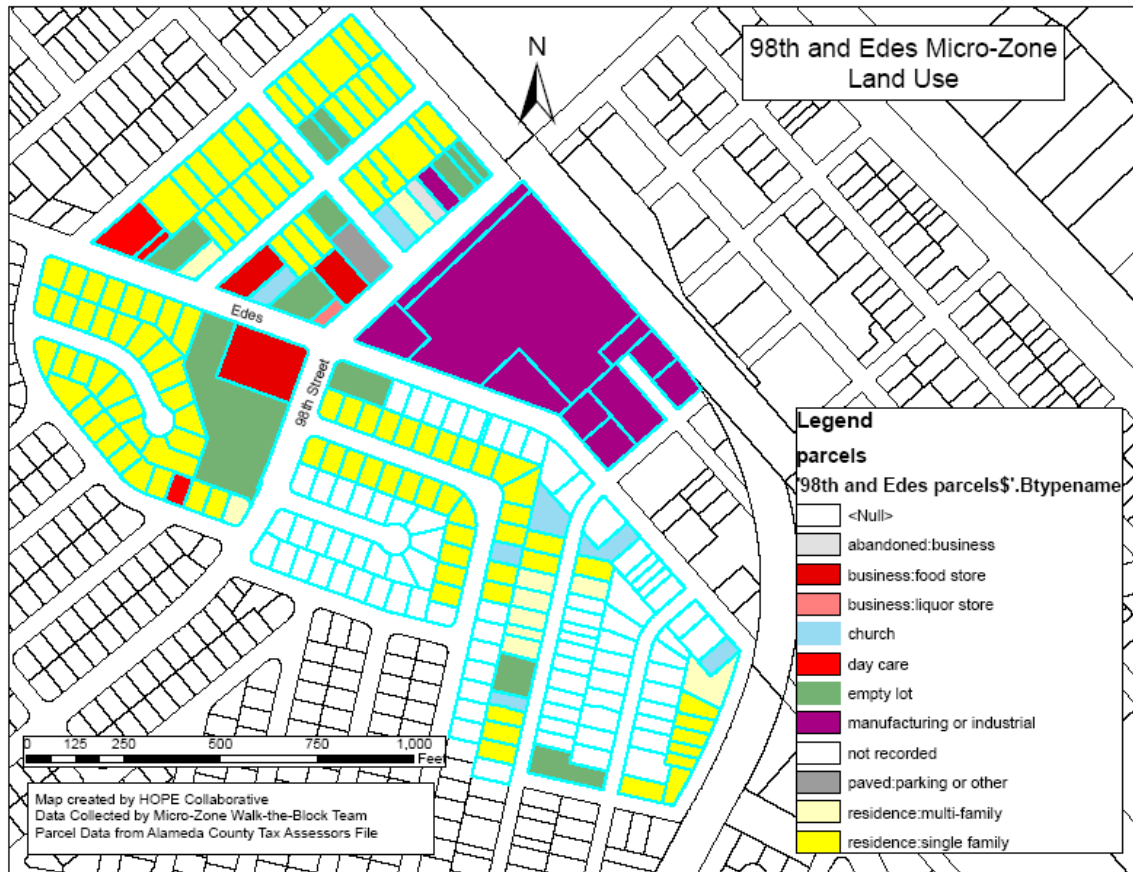 98th and Edes Micro-Zone
Land Use
N
Edes
98th Street
Legend
parcels
'98th and Edes parcels$'.Btypename
<Null>
abandoned:business
business:food store
business:liquor store
church
day care
empty lot
manufacturing or industrial
not recorded
paved:parking or other
residence:multi-family
residence:single family
0 125 250 500 750 1,000
Feet
Map created by HOPE Collaborative
Data Collected by Micro-Zone Walk-the-Block Team
Parcel Data from Alameda County Tax Assessors File